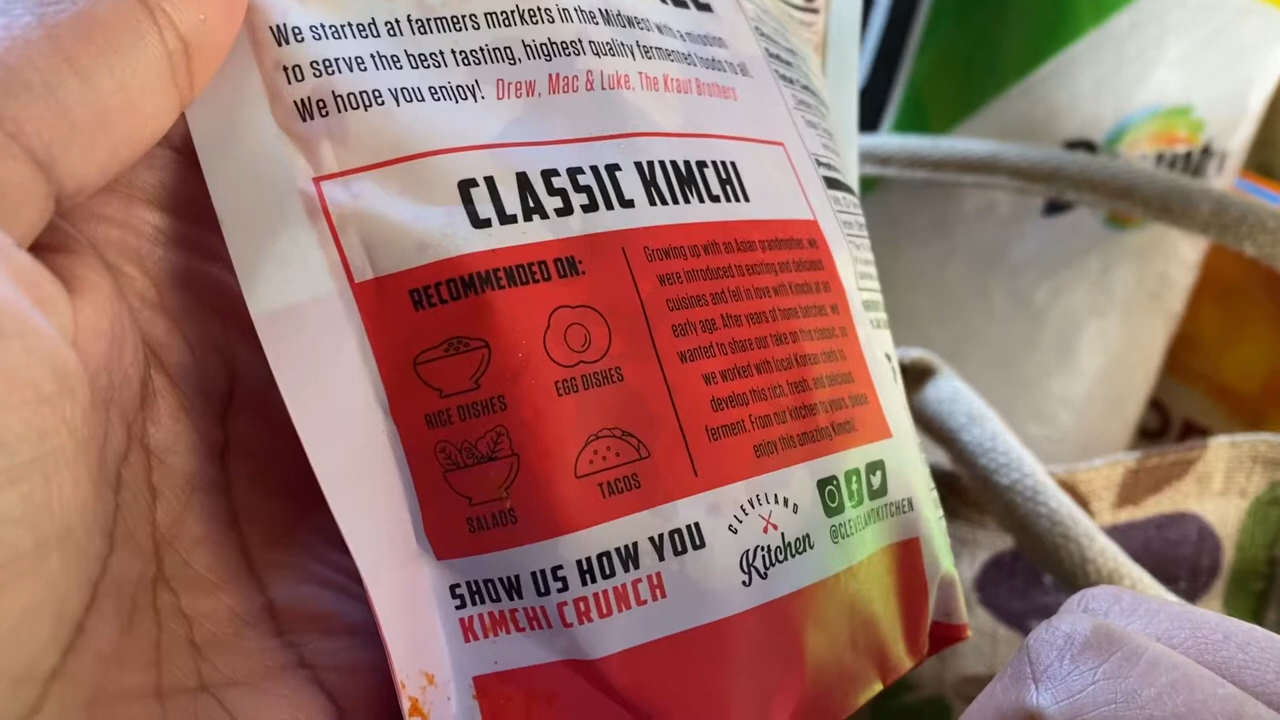 We started at farmers markets in the Midwest with a mission
to serve the best tasting, highest quality fermented foods to all.
We hope you enjoy! Drew, Mac & Luke, The Kraut Brothers
CLASSIC KIMCHI
RECOMMENDED ON:
RICE DISHES
EGG DISHES
SALADS
TACOS
Growing up with an Asian grandmother, we
were introduced to exciting and delicious
cuisines and fell in love with Kimchi at an
early age. After years of home batches, we
wanted to share our take on this classic, so
we worked with local Korean chefs to
develop this rich, fresh, and delicious
ferment. From our kitchen to yours, please
enjoy this amazing Kimchi.
SHOW US HOW YOU
KIMCHI CRUNCH
CLEVELAND
Kitchen
@CLEVELANDKITCHEN
Bounty